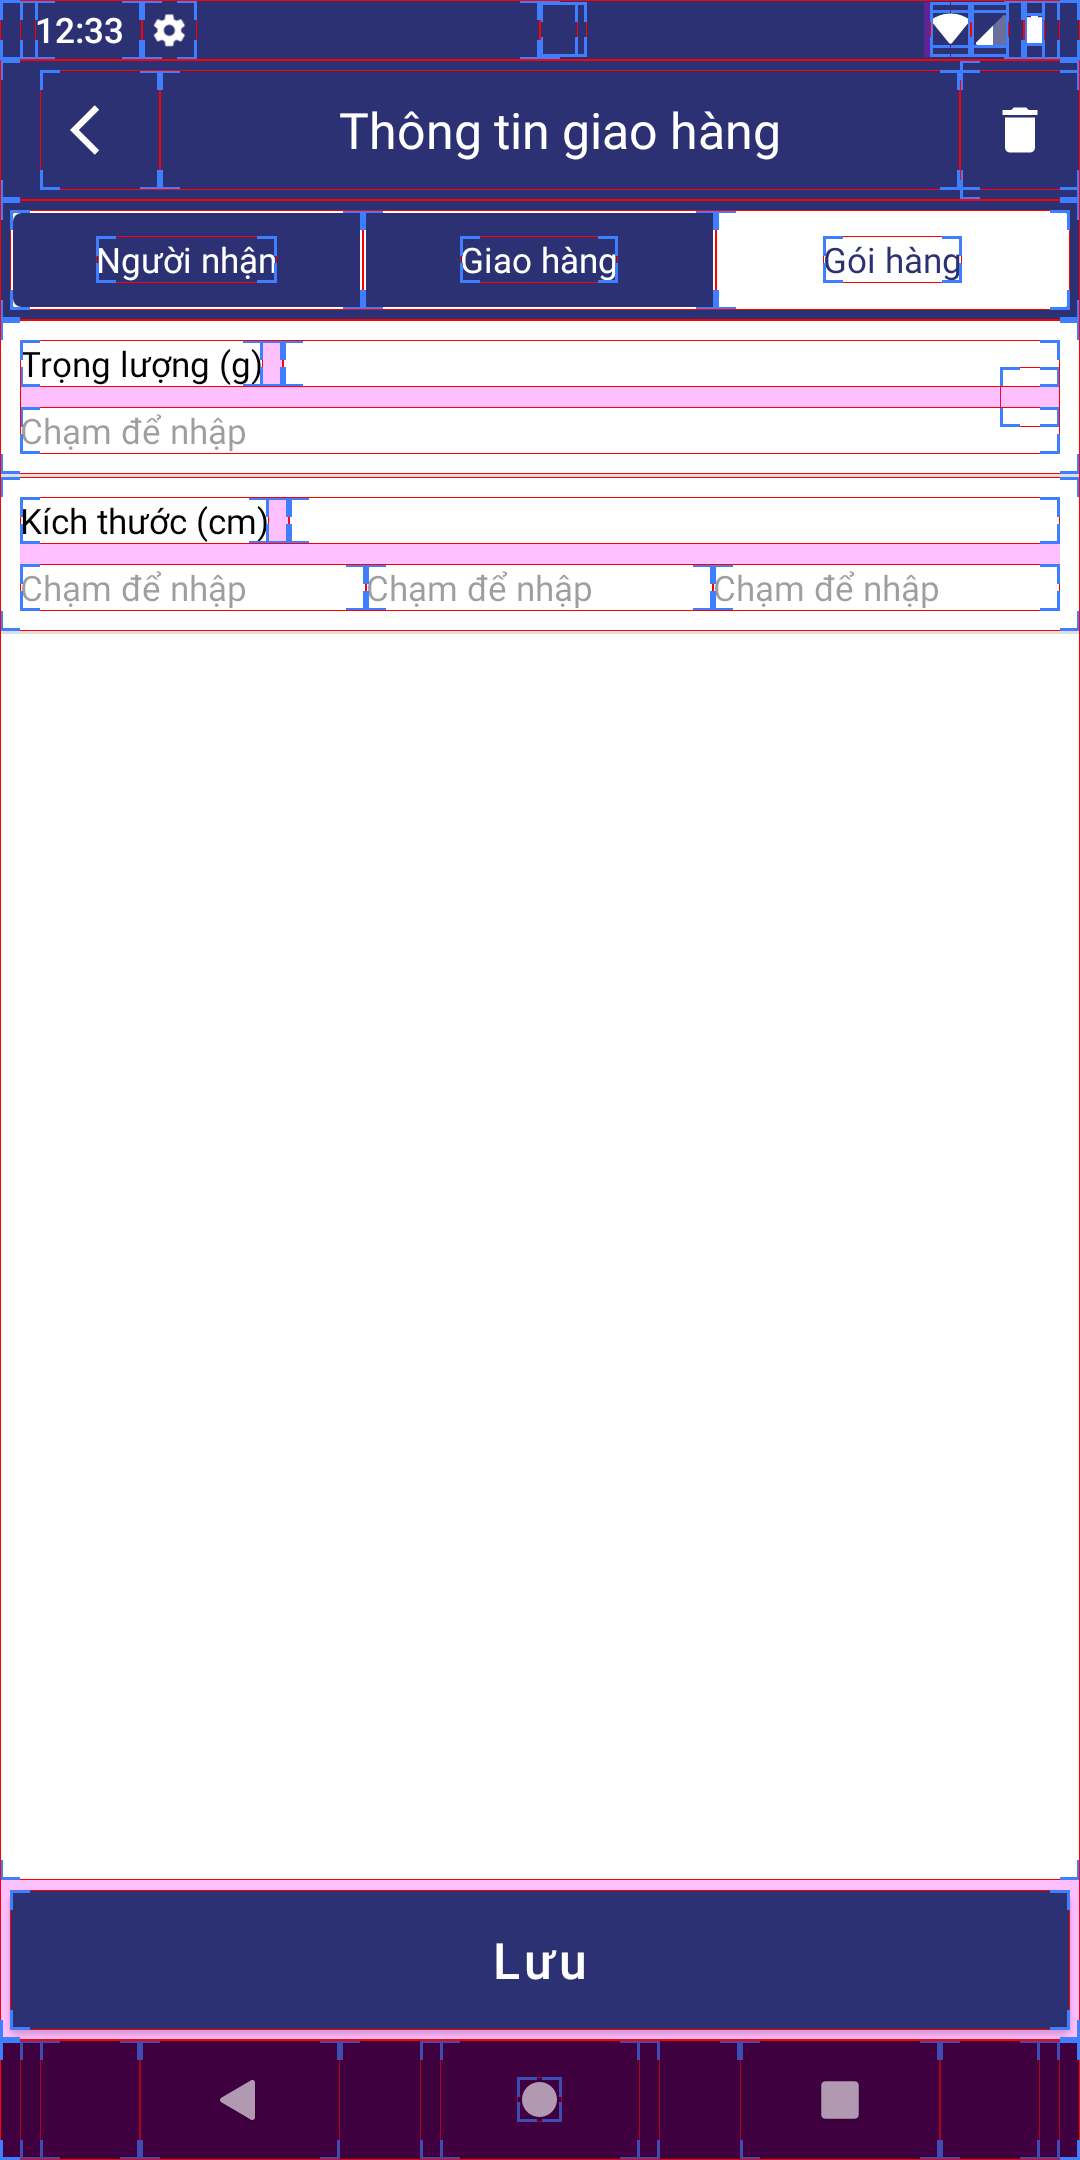 12:33
Thông tin giao hàng
Người nhận Giao hàng Gói hàng
Trọng lượng (g)
Chạm để nhập
Kích thước (cm)
Chạm để nhập Chạm để nhập Chạm để nhập
Lưu